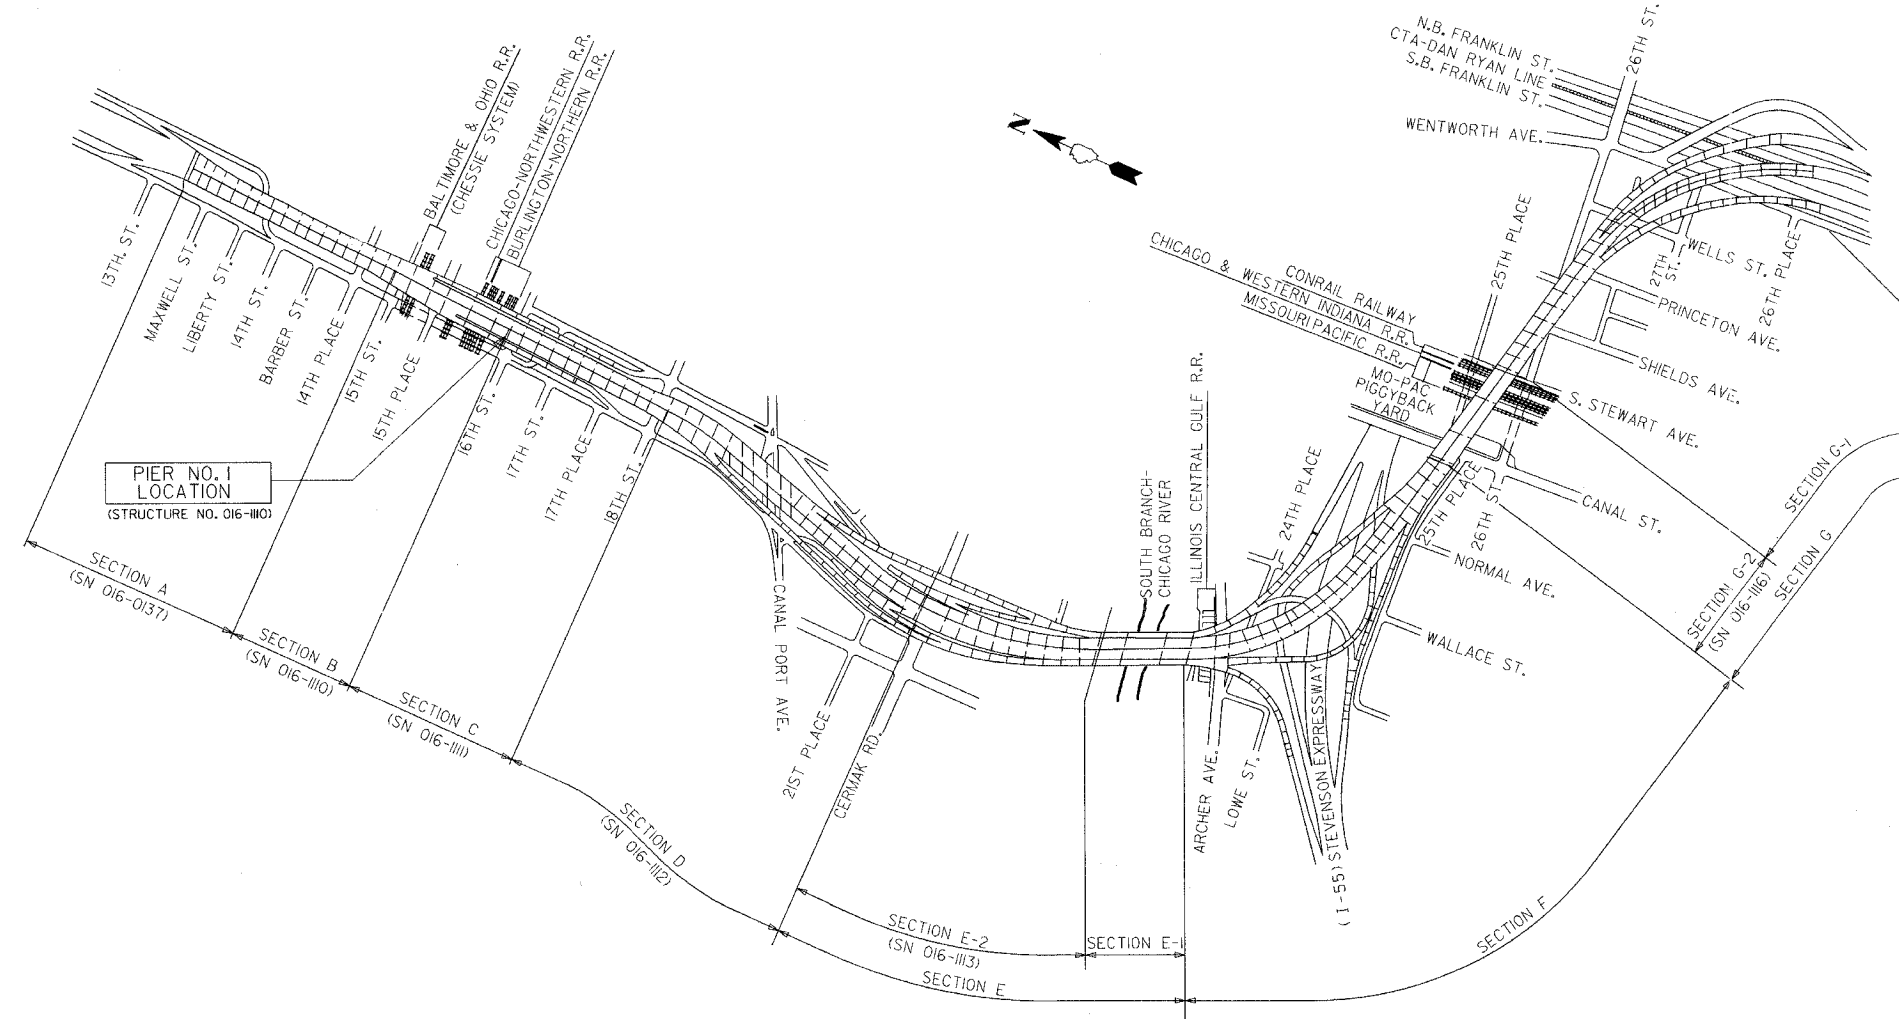 N.B. FRANKLIN ST.
CTA-DAN RYAN LINE
S.B. FRANKLIN ST.
26TH ST.
WENTWORTH AVE.
BALTIMORE & OHIO R.R.
(CHESSIE SYSTEM)
CHICAGO-NORTHWESTERN R.R.
BURLINGTON-NORTHERN R.R.
N
13TH. ST.
MAXWELL ST.
LIBERTY ST.
14TH ST.
BARBER ST.
14TH PLACE
15TH ST.
15TH PLACE
16TH ST.
17TH ST.
17TH PLACE
18TH ST.
PIER NO. 1
LOCATION
(STRUCTURE NO. 016-1110)
CHICAGO & WESTERN INDIANA R.R.
CONRAIL RAILWAY
MISSOURI PACIFIC R.R.
MO-PAC
PIGGYBACK
YARD
25TH PLACE
WELLS ST.
27TH
ST.
26TH PLACE
PRINCETON AVE.
SHIELDS AVE.
S. STEWART AVE.
CANAL ST.
25TH PLACE
26TH ST.
NORMAL AVE.
WALLACE ST.
24TH PLACE
ILLINOIS CENTRAL GULF R.R.
SOUTH BRANCH-
CHICAGO RIVER
CANAL PORT AVE.
21ST PLACE
CERMAK RD.
ARCHER AVE.
LOWE ST.
(I-55) STEVENSON EXPRESSWAY
SECTION A
(SN 016-0137)
SECTION B
(SN 016-1110)
SECTION C
(SN 016-1111)
SECTION D
(SN 016-1112)
SECTION E-2
(SN 016-1113)
SECTION E-1
SECTION E
SECTION F
SECTION G-2
(SN 016-1116)
SECTION G
SECTION G-1